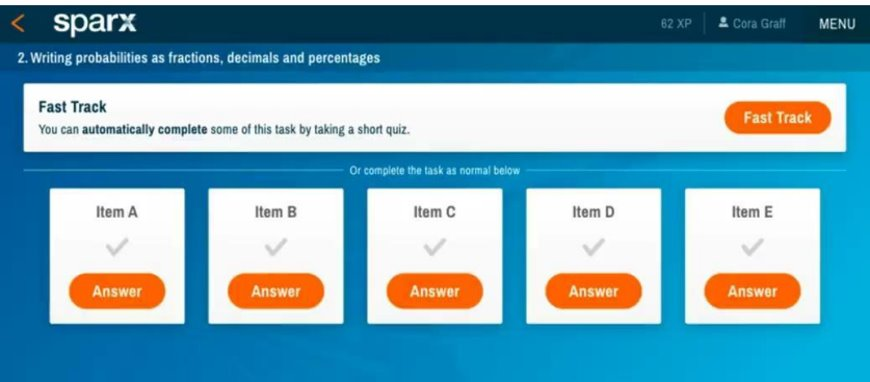 < sparx
62 XP Cora Graff MENU
2. Writing probabilities as fractions, decimals and percentages
Fast Track
You can automatically complete some of this task by taking a short quiz.
Fast Track
Or complete the task as normal below
Item A Item B Item C Item D Item E
Answer Answer Answer Answer Answer